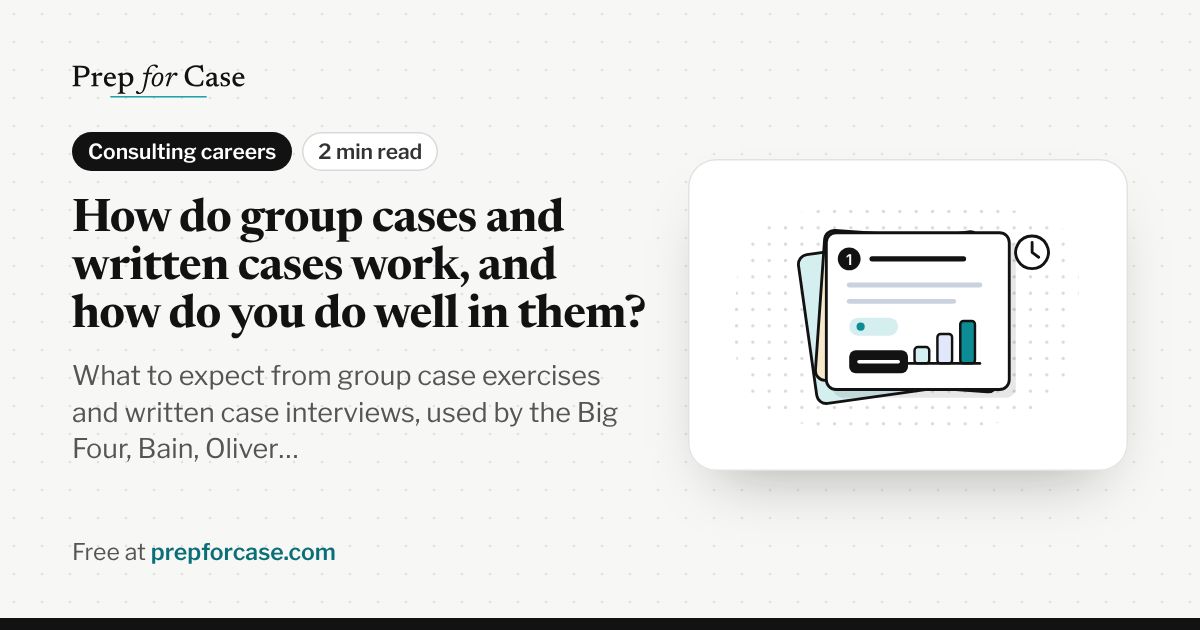 Prep for Case
Consulting careers
2 min read
How do group cases and
written cases work, and
how do you do well in them?
What to expect from group case exercises
and written case interviews, used by the Big
Four, Bain, Oliver...
1
Free at prepforcase.com